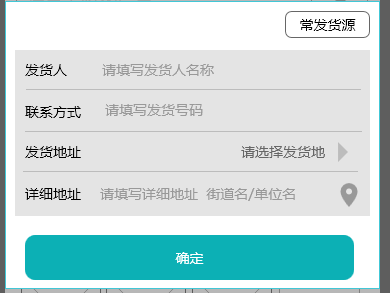 常发货源
发货人 请填写发货人名称
联系方式 请填写发货号码
发货地址 请选择发货地
详细地址 请填写详细地址 街道名/单位名
确定